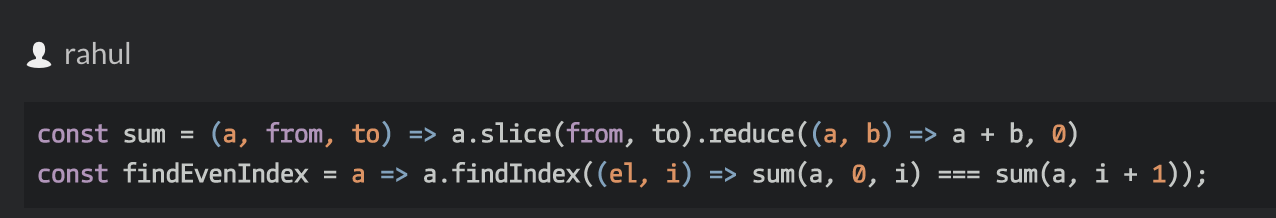 rahul
const sum = (a, from, to) => a.slice(from, to).reduce((a, b) => a + b, 0)
const findEvenIndex = a => a.findIndex((el, i) => sum(a, 0, i) === sum(a, i + 1));